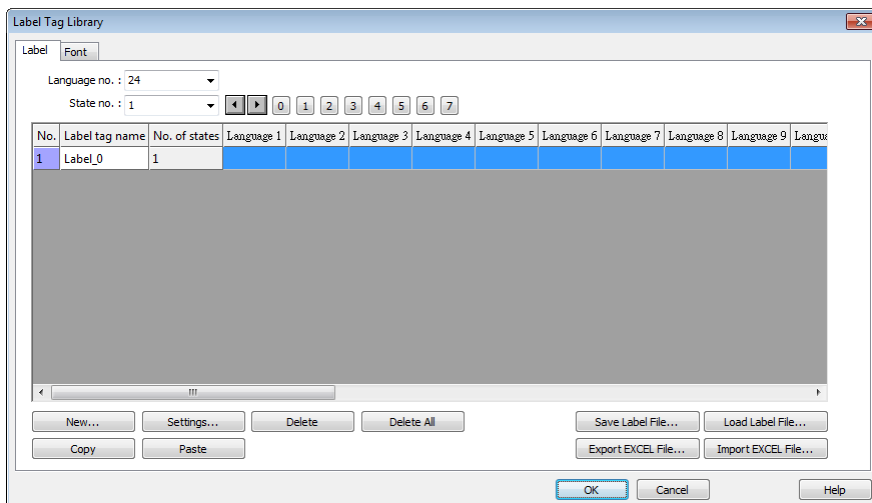 Label Tag Library
Label Font
Language no. : 24
State no. : 1 0 1 2 3 4 5 6 7
No. Label tag name No. of states Language 1 Language 2 Language 3 Language 4 Language 5 Language 6 Language 7 Language 8 Language 9 Langua
1 Label_0 1
New... Settings... Delete Delete All Save Label File... Load Label File...
Copy Paste Export EXCEL File... Import EXCEL File...
OK Cancel Help